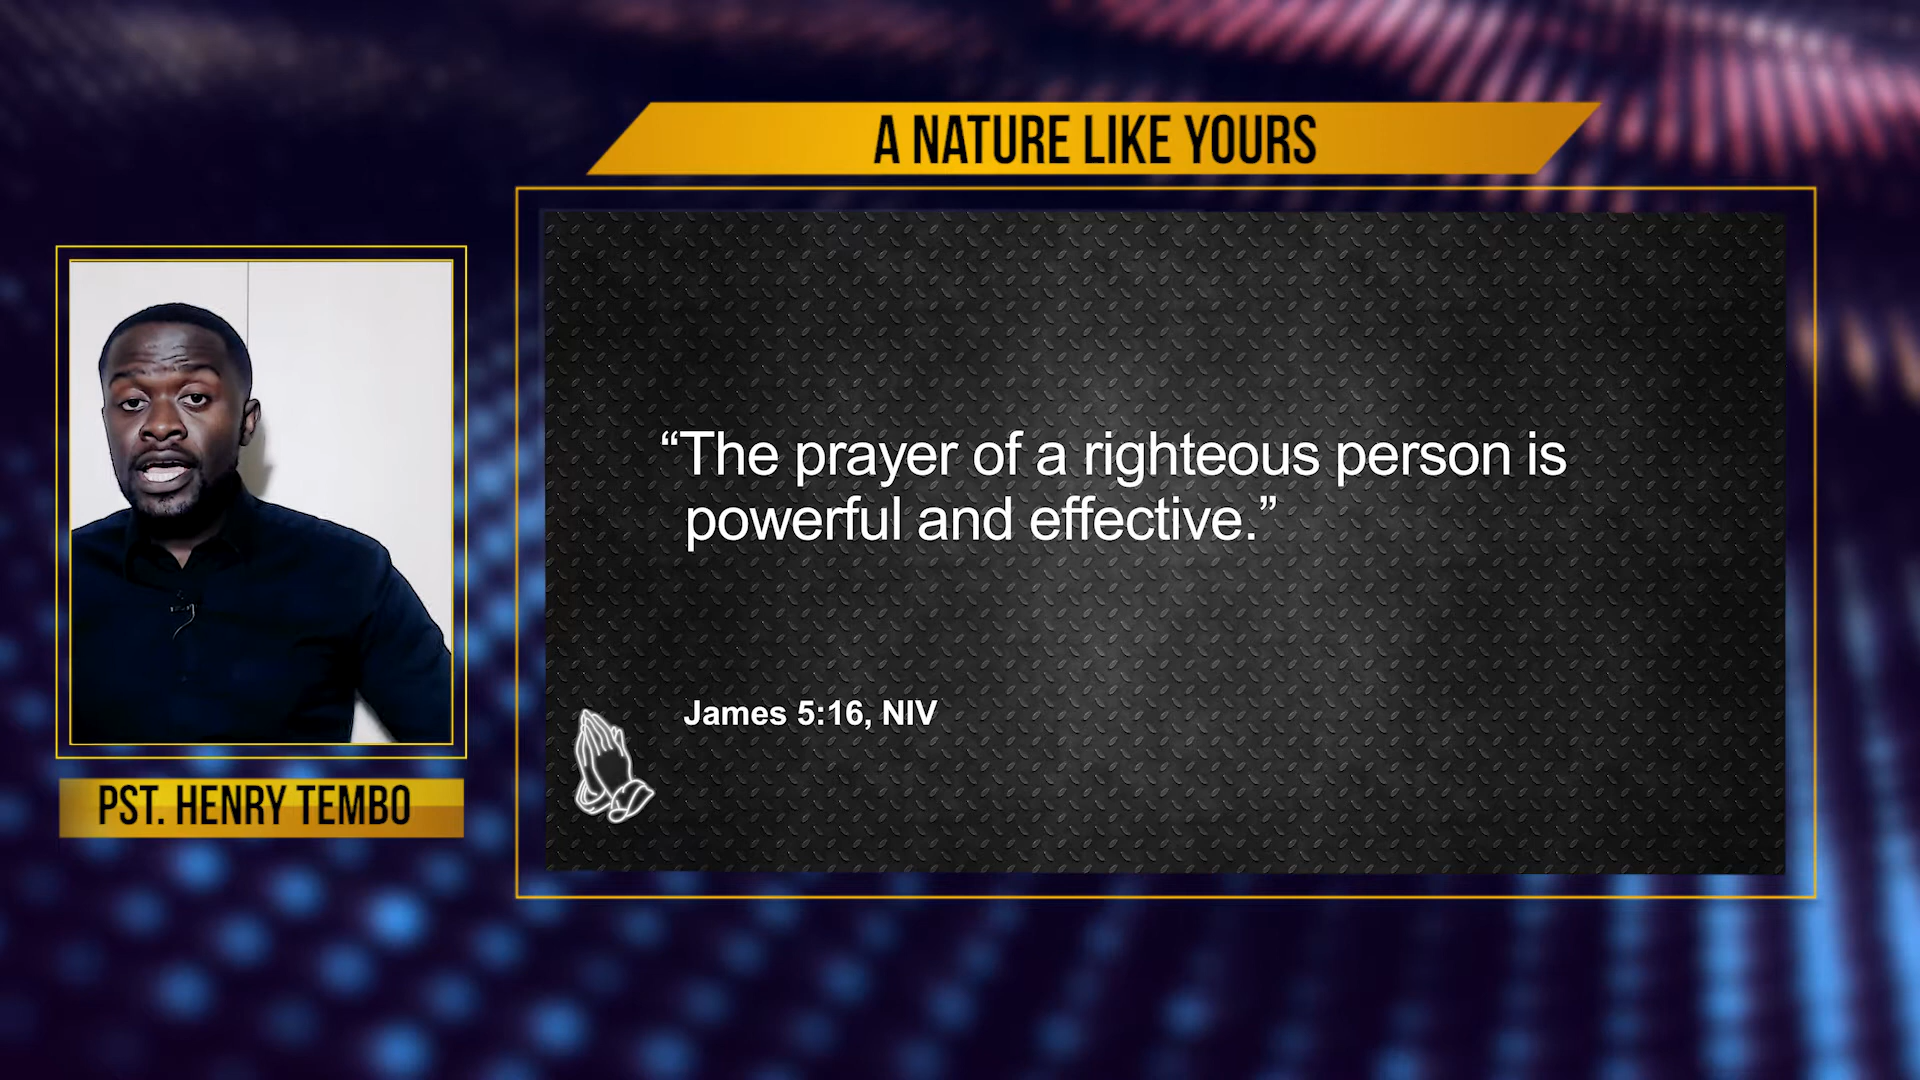 A NATURE LIKE YOURS
“The prayer of a righteous person is
powerful and effective.”
James 5:16, NIV
PST. HENRY TEMBO